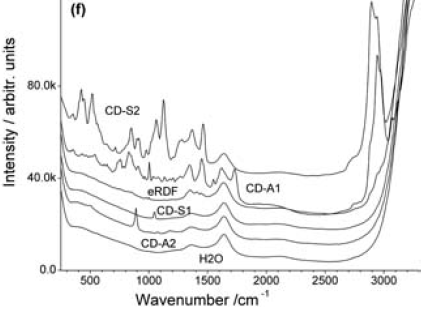 (f)
Intensity / arbitr. units
80.0k
40.0k
0.0
CD-S2
CD-A1
eRDF
CD-S1
CD-A2
H2O
500 1000 1500 2000 2500 3000
Wavenumber /cm⁻¹